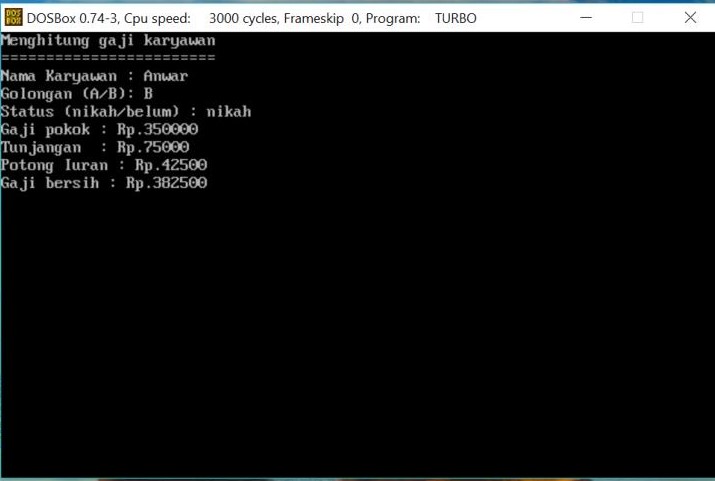 DOS
BOX
DOSBox 0.74-3, Cpu speed: 3000 cycles, Frameskip 0, Program: TURBO
Menghitung gaji karyawan
========================
Nama Karyawan : Anwar
Golongan (A/B): B
Status (nikah/belum) : nikah
Gaji pokok : Rp.350000
Tunjangan  : Rp.75000
Potong Iuran : Rp.42500
Gaji bersih : Rp.382500